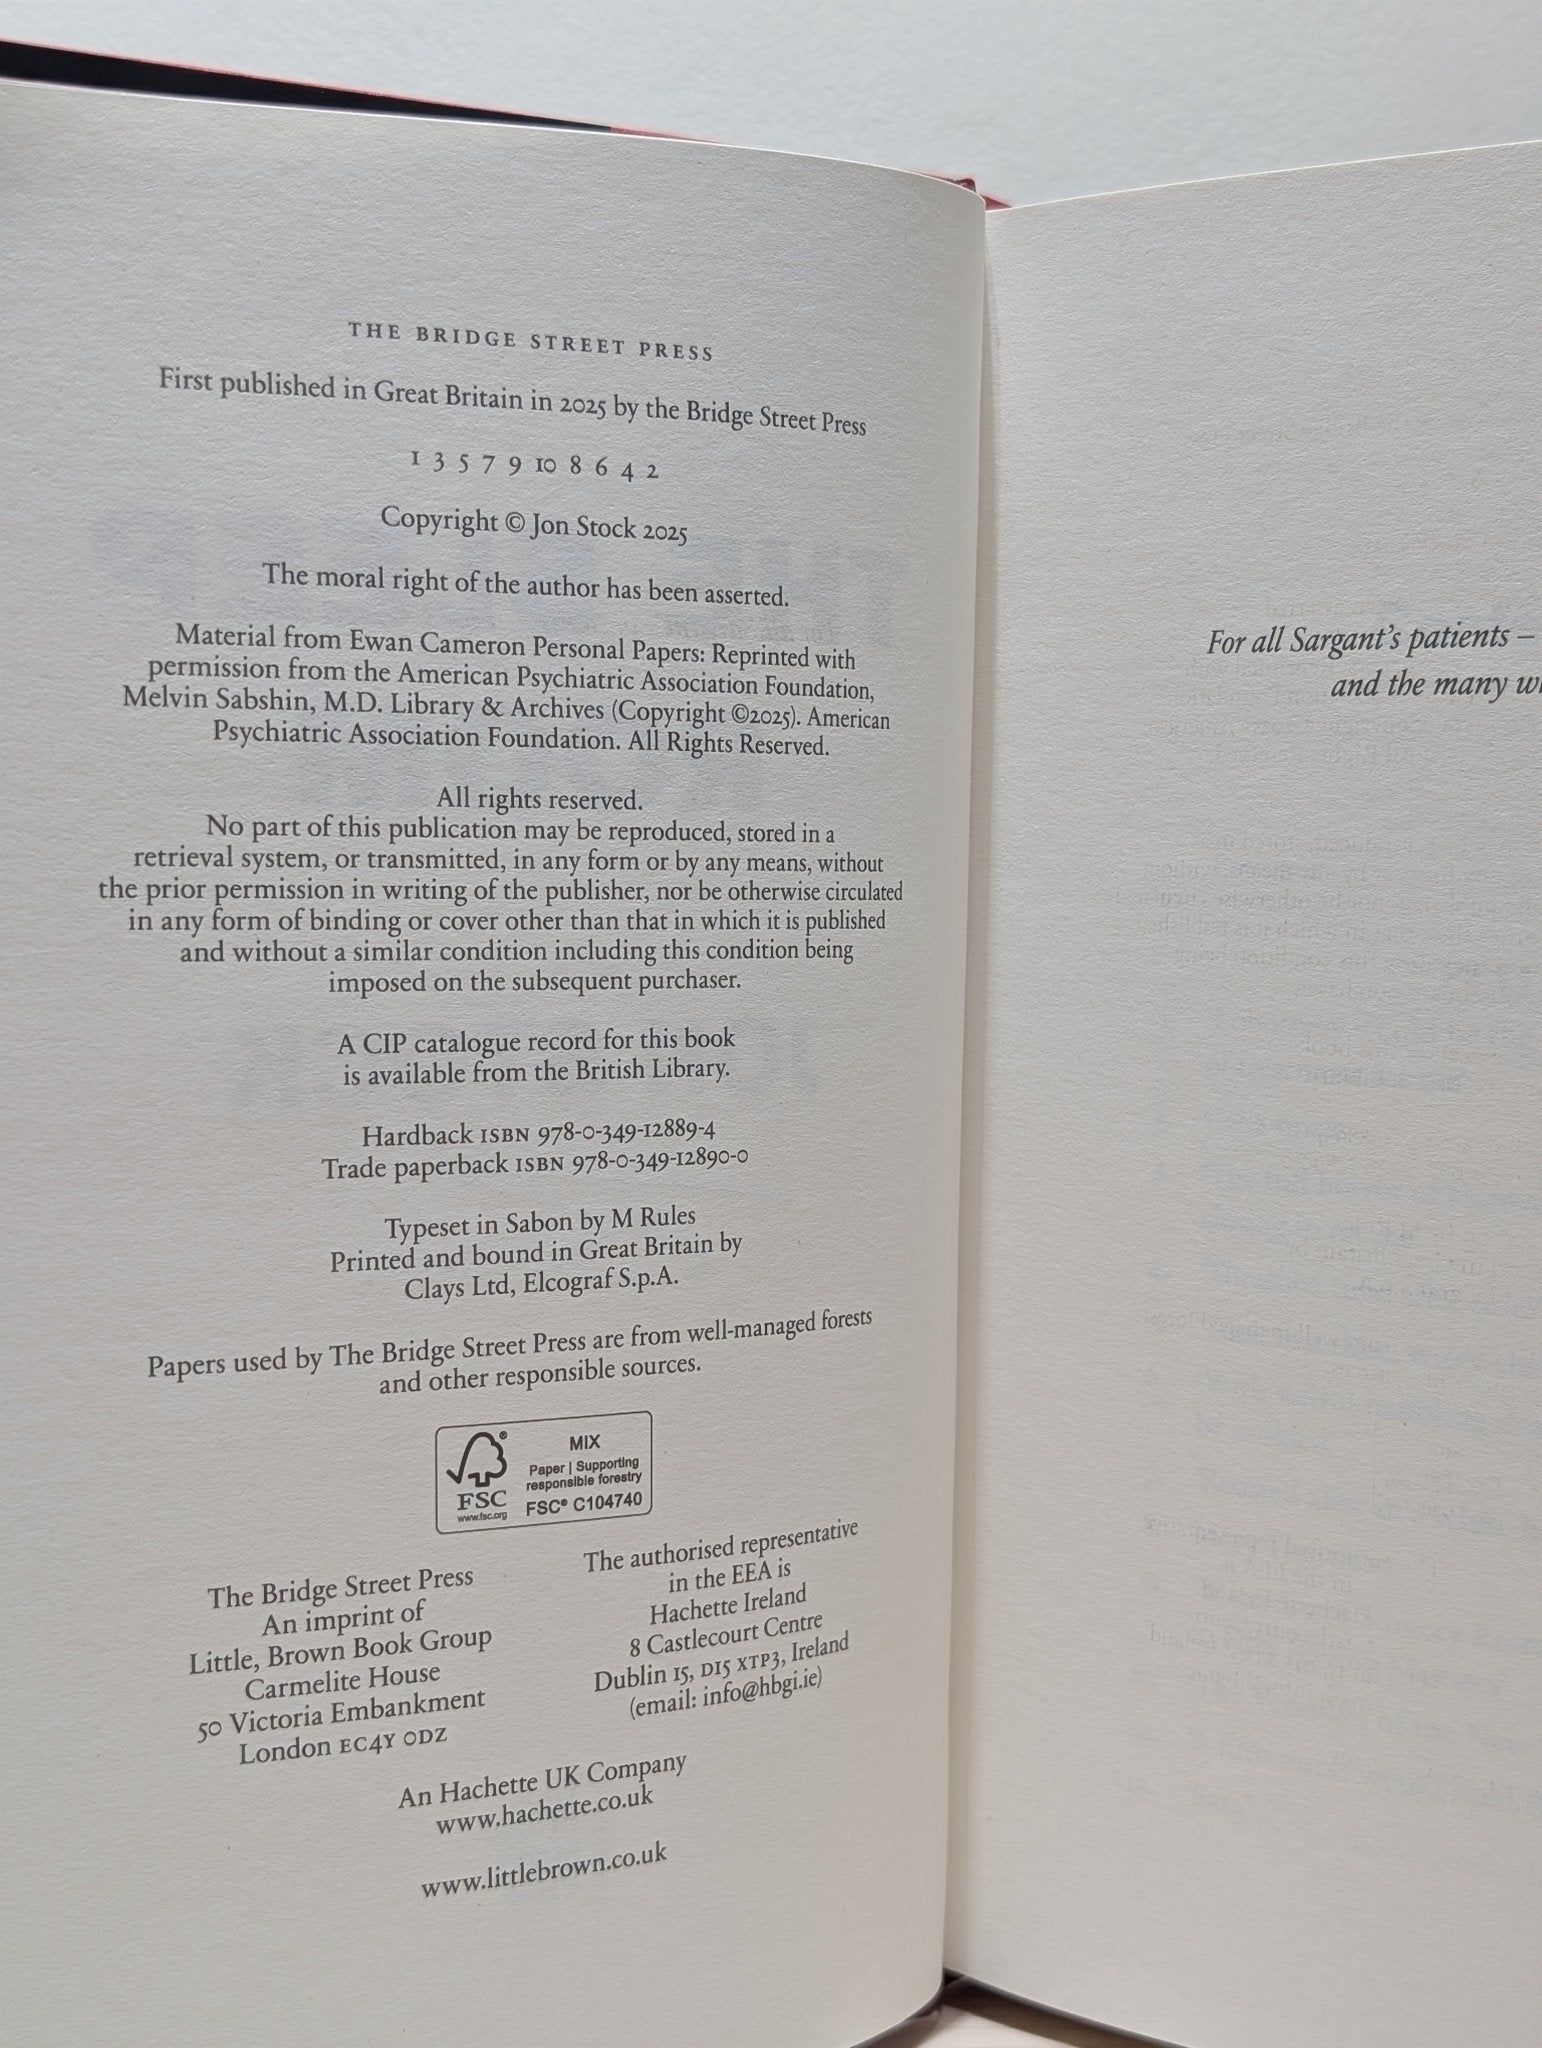 THE BRIDGE STREET PRESS
First published in Great Britain in 2025 by the Bridge Street Press
1 3 5 7 9 10 8 6 4 2
Copyright © Jon Stock 2025
The moral right of the author has been asserted.
Material from Ewan Cameron Personal Papers: Reprinted with
permission from the American Psychiatric Association Foundation,
Melvin Sabshin, M.D. Library & Archives (Copyright ©2025). American
Psychiatric Association Foundation. All Rights Reserved.
All rights reserved.
No part of this publication may be reproduced, stored in a
retrieval system, or transmitted, in any form or by any means, without
the prior permission in writing of the publisher, nor be otherwise circulated
in any form of binding or cover other than that in which it is published
and without a similar condition including this condition being
imposed on the subsequent purchaser.
A CIP catalogue record for this book
is available from the British Library.
Hardback ISBN 978-0-349-12889-4
Trade paperback ISBN 978-0-349-12890-0
Typeset in Sabon by M Rules
Printed and bound in Great Britain by
Clays Ltd, Elcograf S.p.A.
Papers used by The Bridge Street Press are from well-managed forests
and other responsible sources.
FSC®
www.fsc.org
MIX
Paper | Supporting
responsible forestry
FSC® C104740
The Bridge Street Press
An imprint of
Little, Brown Book Group
Carmelite House
50 Victoria Embankment
London EC4Y 0DZ
The authorised representative
in the EEA is
Hachette Ireland
8 Castlecourt Centre
Dublin 15, D15 XTP3, Ireland
(email: info@hbgi.ie)
An Hachette UK Company
www.hachette.co.uk
www.littlebrown.co.uk
For all Sargant's patients –
and the many